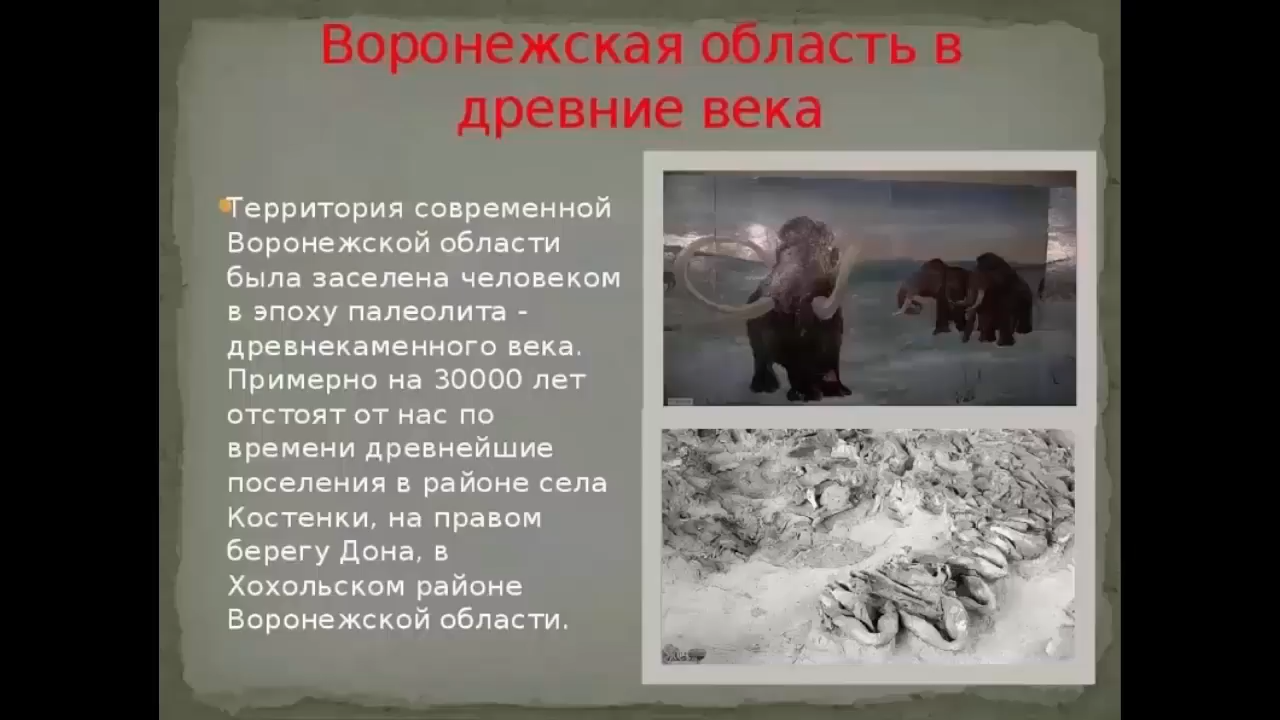 Воронежская область в
древние века
Территория современной
Воронежской области
была заселена человеком
в эпоху палеолита -
древнекаменного века.
Примерно на 30000 лет
отстоят от нас по
времени древнейшие
поселения в районе села
Костенки, на правом
берегу Дона, в
Хохольском районе
Воронежской области.